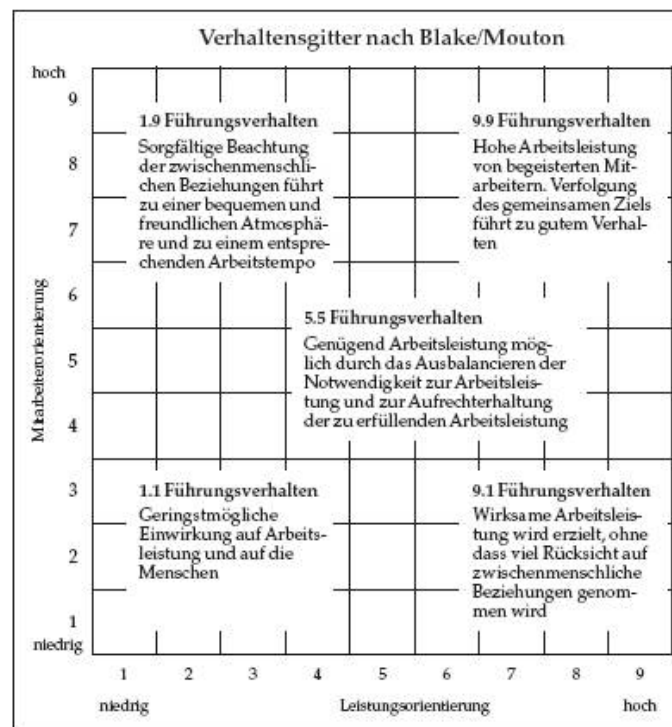 Verhaltensgitter nach Blake/Mouton
hoch
9
8
7
6
5
4
3
2
1
niedrig
Mitarbeiterorientierung
1.9 Führungsverhalten
Sorgfältige Beachtung
der zwischenmenschli-
chen Beziehungen führt
zu einer bequemen und
freundlichen Atmosphä-
re und zu einem entspre-
chenden Arbeitstempo
9.9 Führungsverhalten
Hohe Arbeitsleistung
von begeisterten Mit-
arbeitern. Verfolgung
des gemeinsamen Ziels
führt zu gutem Verhal-
ten
5.5 Führungsverhalten
Genügend Arbeitsleistung mög-
lich durch das Ausbalancieren der
Notwendigkeit zur Arbeitsleis-
tung und zur Aufrechterhaltung
der zu erfüllenden Arbeitsleistung
1.1 Führungsverhalten
Geringstmögliche
Einwirkung auf Arbeits-
leistung und auf die
Menschen
9.1 Führungsverhalten
Wirksame Arbeitsleis-
tung wird erzielt, ohne
dass viel Rücksicht auf
zwischenmenschliche
Beziehungen genom-
men wird
1 2 3 4 5 6 7 8 9
niedrig Leistungsorientierung hoch